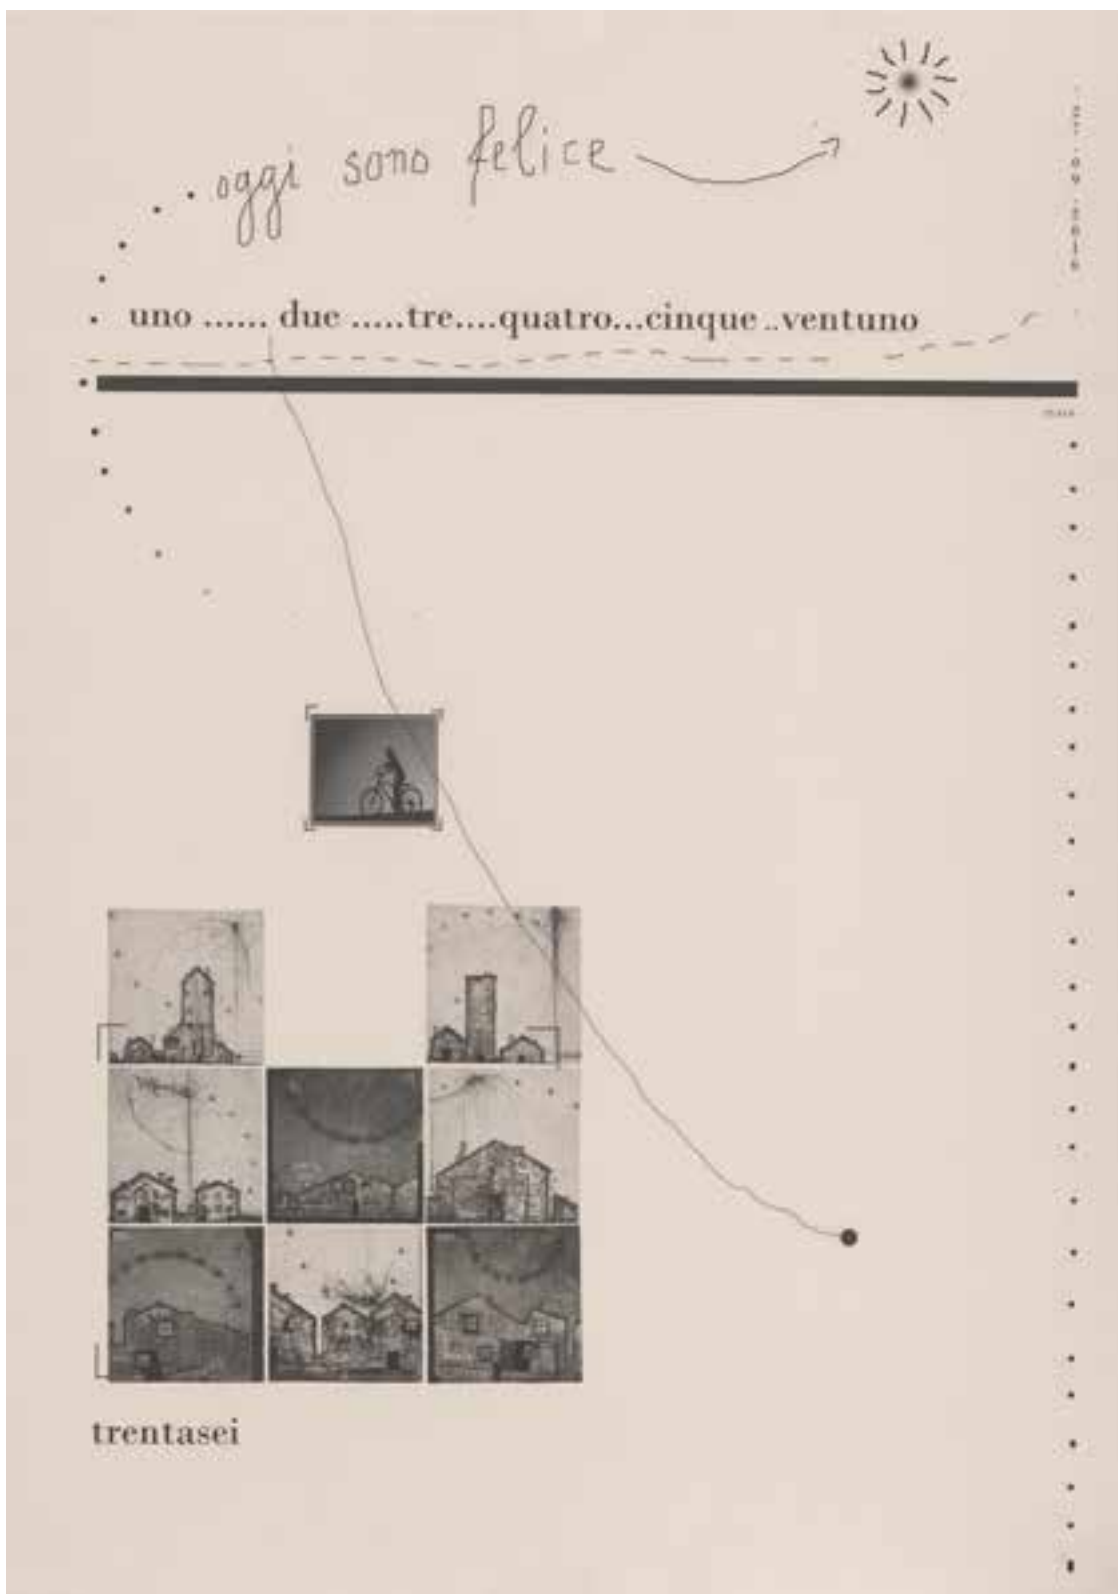 oggi sono felice
uno ...... due .....tre....quatro...cinque ..ventuno
trentasei